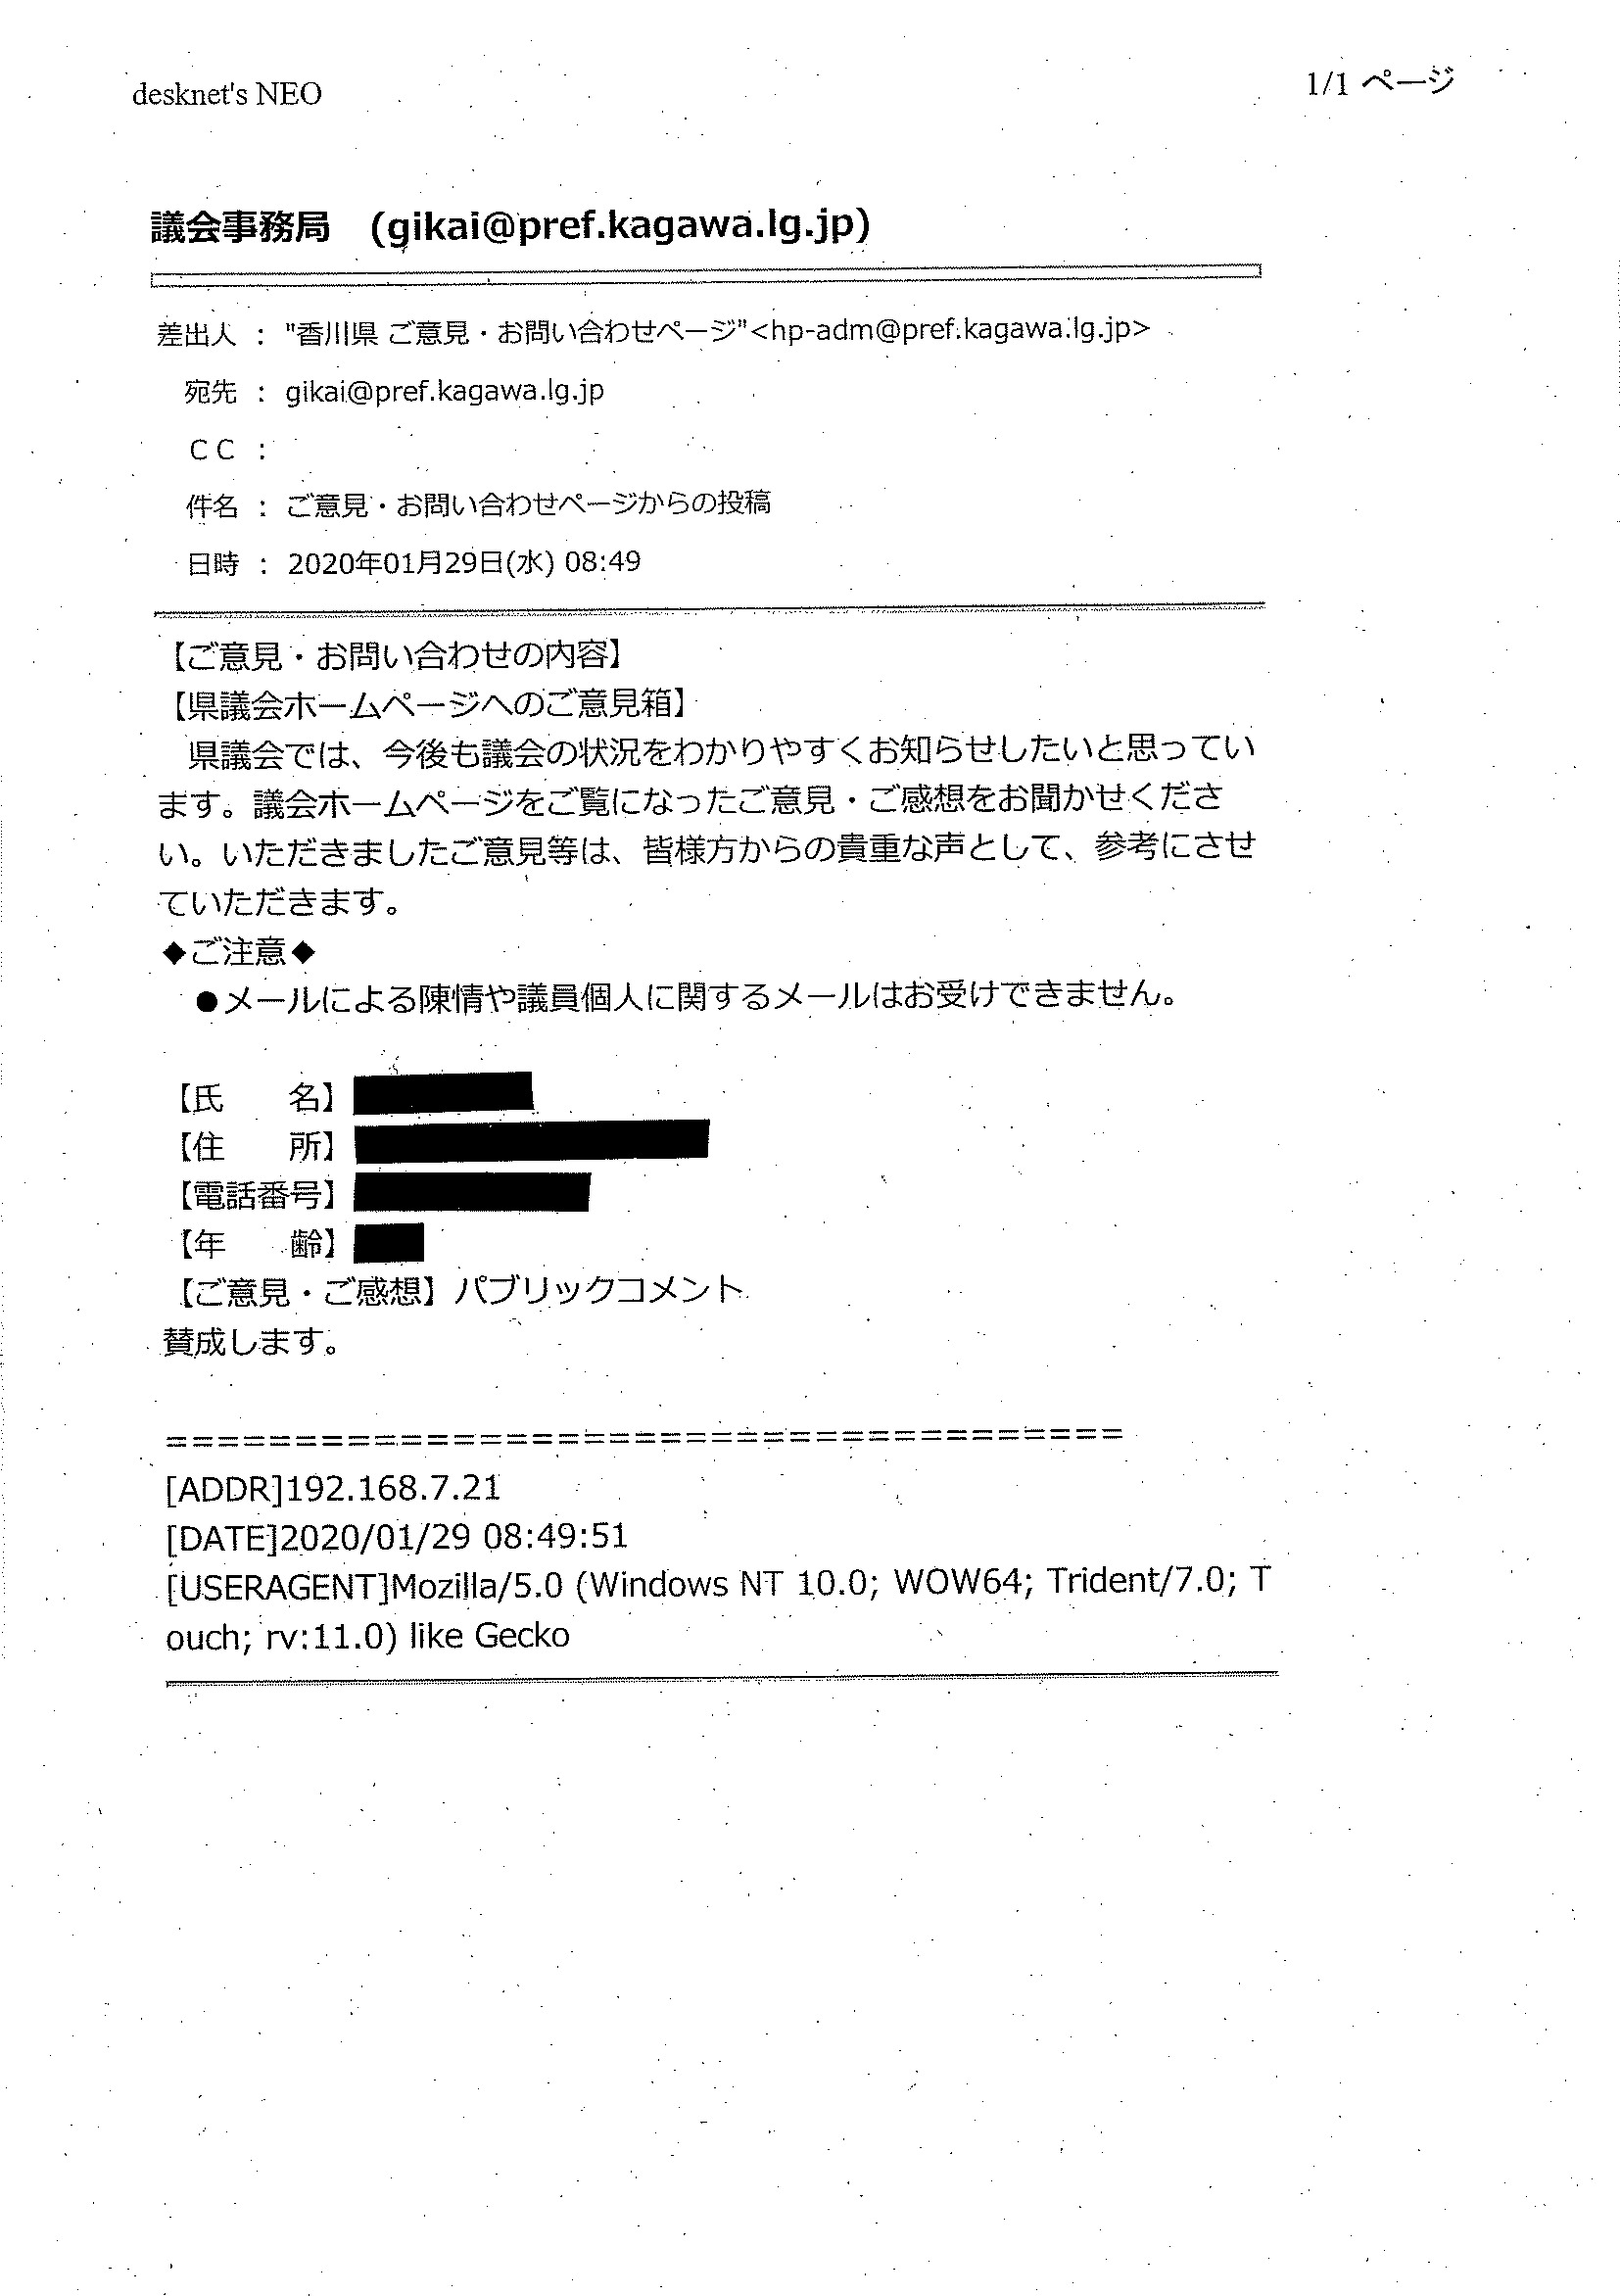 desknet's NEO
1/1 ページ
議会事務局　(gikai@pref.kagawa.lg.jp)
差出人 ： "香川県 ご意見・お問い合わせページ"<hp-adm@pref.kagawa.lg.jp>
宛先 ： gikai@pref.kagawa.lg.jp
ＣＣ ：
件名 ： ご意見・お問い合わせページからの投稿
日時 ： 2020年01月29日(水) 08:49
【ご意見・お問い合わせの内容】
【県議会ホームページへのご意見箱】
　県議会では、今後も議会の状況をわかりやすくお知らせしたいと思ってい
ます。議会ホームページをご覧になったご意見・ご感想をお聞かせくださ
い。いただきましたご意見等は、皆様方からの貴重な声として、参考にさせ
ていただきます。
◆ご注意◆
　●メールによる陳情や議員個人に関するメールはお受けできません。
【氏　　名】
【住　　所】
【電話番号】
【年　　齢】
【ご意見・ご感想】パブリックコメント
賛成します。
=====================================
[ADDR]192.168.7.21
[DATE]2020/01/29 08:49:51
[USERAGENT]Mozilla/5.0 (Windows NT 10.0; WOW64; Trident/7.0; T
ouch; rv:11.0) like Gecko